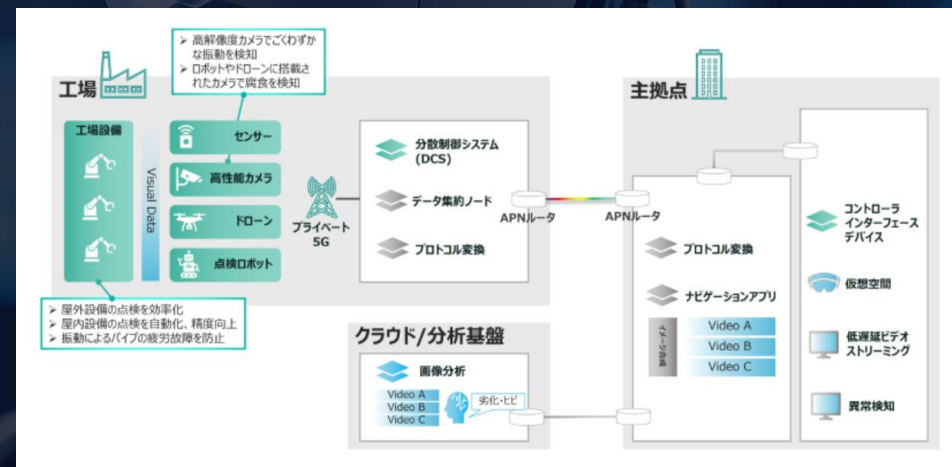 ➢ 高解像度カメラでごくわずか
な振動を検知
➢ ロボットやドローンに搭載さ
れたカメラで腐食を検知
工場
工場設備
Visual Data
センサー
高性能カメラ
ドローン
点検ロボット
プライベート
5G
分散制御システム
(DCS)
データ集約ノード
プロトコル変換
APNルータ
➢ 屋外設備の点検を効率化
➢ 屋内設備の点検を自動化、精度向上
➢ 振動によるパイプの疲労故障を防止
クラウド/分析基盤
画像分析
Video A
Video B
Video C
劣化・ヒビ
主拠点
APNルータ
プロトコル変換
ナビゲーションアプリ
イメージ合成
Video A
Video B
Video C
コントローラ
インターフェース
デバイス
仮想空間
低遅延ビデオ
ストリーミング
異常検知